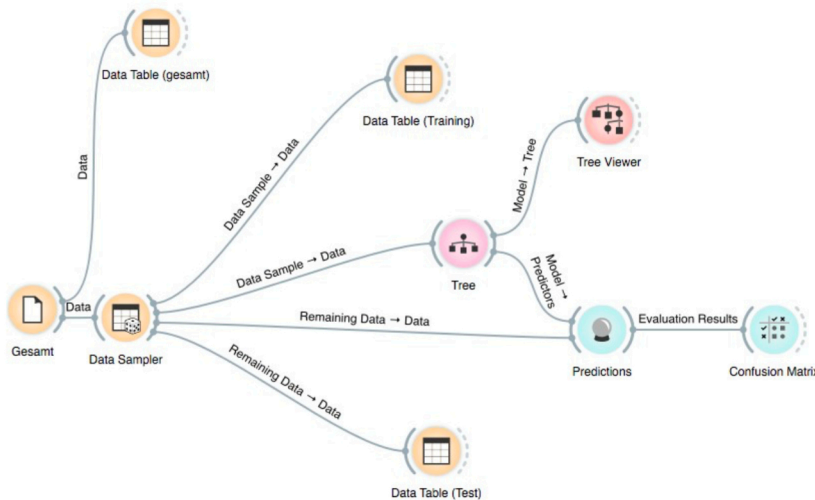 Data Table (gesamt)
Data Table (Training)
Tree Viewer
Data
Data Sample → Data
Model → Tree
Data Sample → Data
Tree
Model →
Predictors
Data
Gesamt
Data Sampler
Remaining Data → Data
Evaluation Results
Predictions
Confusion Matrix
Remaining Data → Data
Data Table (Test)